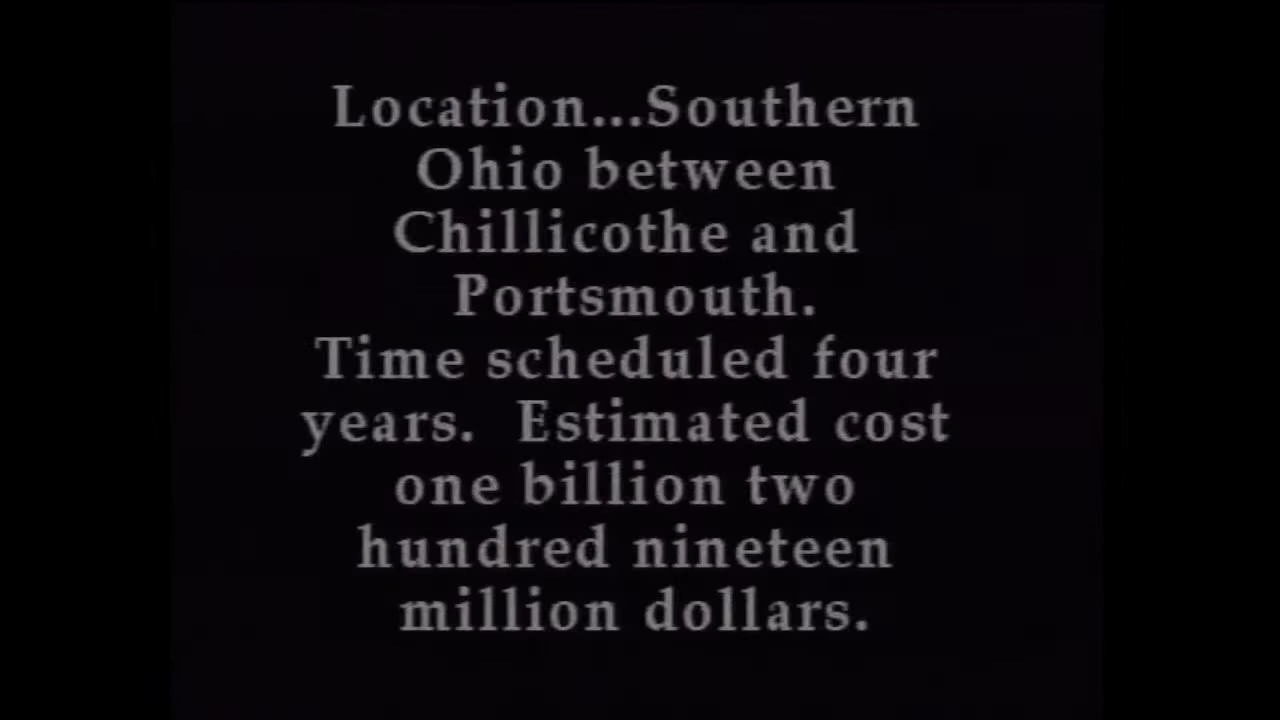 Location...Southern
Ohio between
Chillicothe and
Portsmouth.
Time scheduled four
years.  Estimated cost
one billion two
hundred nineteen
million dollars.